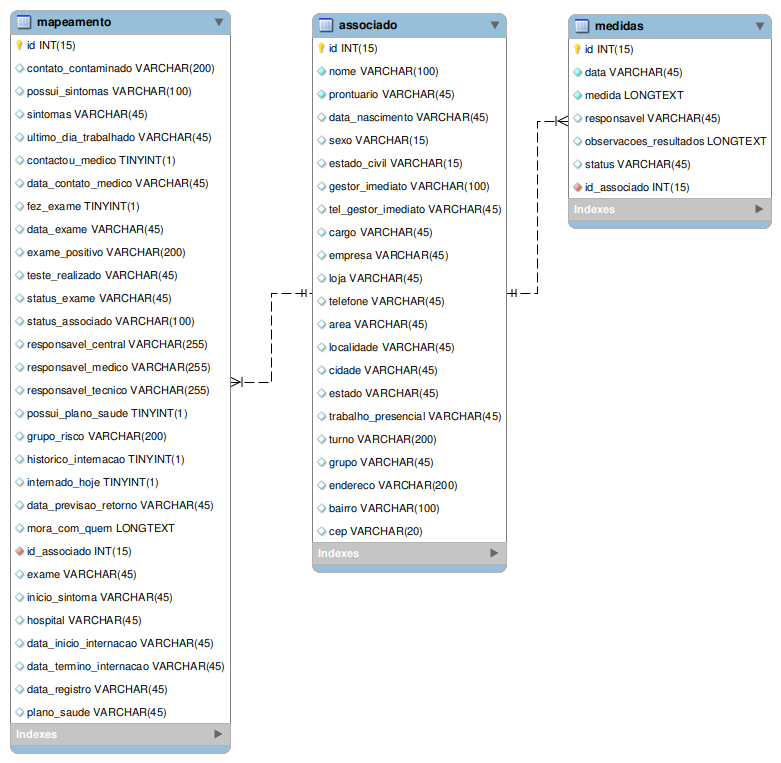 mapeamento
id INT(15)
contato_contaminado VARCHAR(200)
possui_sintomas VARCHAR(100)
sintomas VARCHAR(45)
ultimo_dia_trabalhado VARCHAR(45)
contactou_medico TINYINT(1)
data_contato_medico VARCHAR(45)
fez_exame TINYINT(1)
data_exame VARCHAR(45)
exame_positivo VARCHAR(200)
teste_realizado VARCHAR(45)
status_exame VARCHAR(45)
status_associado VARCHAR(100)
responsavel_central VARCHAR(255)
responsavel_medico VARCHAR(255)
responsavel_tecnico VARCHAR(255)
possui_plano_saude TINYINT(1)
grupo_risco VARCHAR(200)
historico_internacao TINYINT(1)
internado_hoje TINYINT(1)
data_previsao_retorno VARCHAR(45)
mora_com_quem LONGTEXT
id_associado INT(15)
exame VARCHAR(45)
inicio_sintoma VARCHAR(45)
hospital VARCHAR(45)
data_inicio_internacao VARCHAR(45)
data_termino_internacao VARCHAR(45)
data_registro VARCHAR(45)
plano_saude VARCHAR(45)
Indexes
associado
id INT(15)
nome VARCHAR(100)
prontuario VARCHAR(45)
data_nascimento VARCHAR(45)
sexo VARCHAR(15)
estado_civil VARCHAR(15)
gestor_imediato VARCHAR(100)
tel_gestor_imediato VARCHAR(45)
cargo VARCHAR(45)
empresa VARCHAR(45)
loja VARCHAR(45)
telefone VARCHAR(45)
area VARCHAR(45)
localidade VARCHAR(45)
cidade VARCHAR(45)
estado VARCHAR(45)
trabalho_presencial VARCHAR(45)
turno VARCHAR(200)
grupo VARCHAR(45)
endereco VARCHAR(200)
bairro VARCHAR(100)
cep VARCHAR(20)
Indexes
medidas
id INT(15)
data VARCHAR(45)
medida LONGTEXT
responsavel VARCHAR(45)
observacoes_resultados LONGTEXT
status VARCHAR(45)
id_associado INT(15)
Indexes